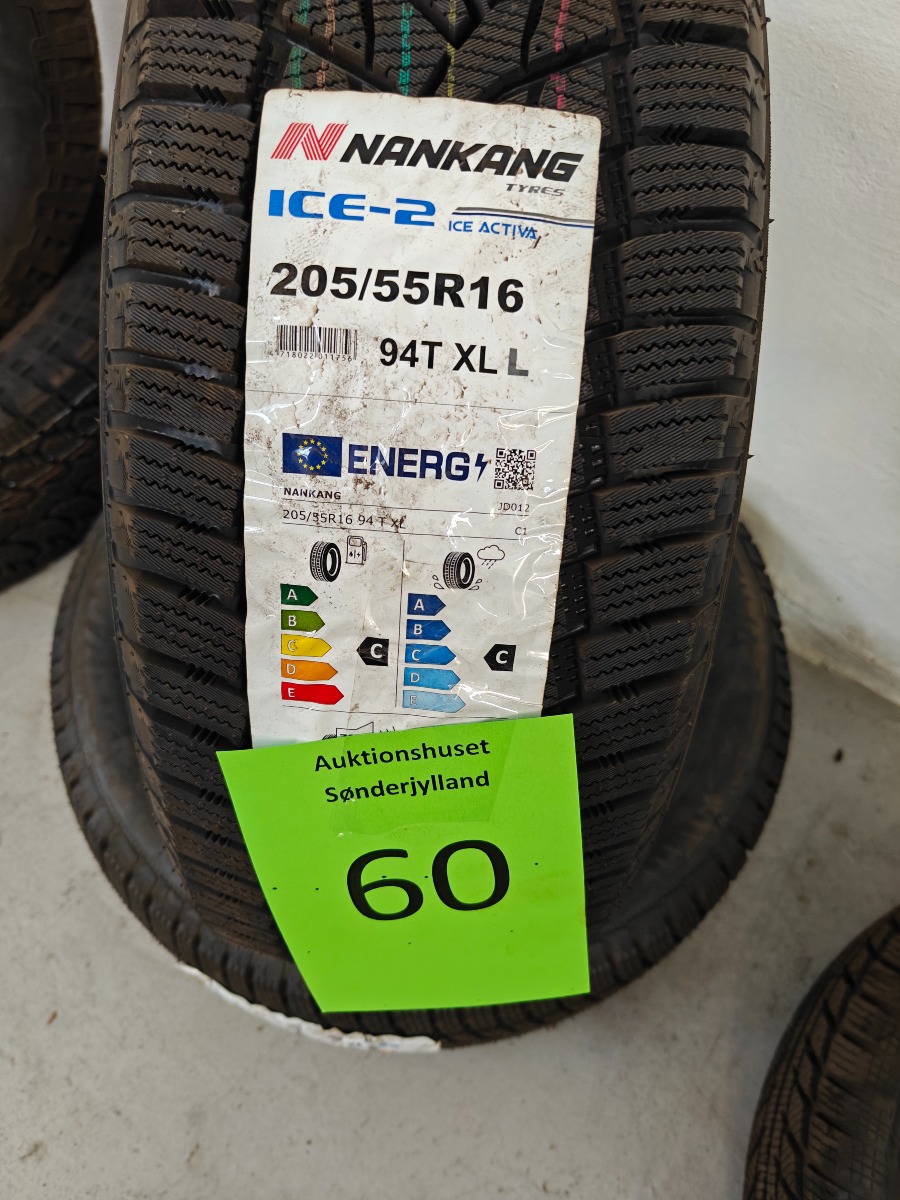 NANKANG
TYRES
ICE-2
ICE ACTIVA
205/55R16
4718022011756
94T XL L
ENERG
NANKANG
JD012
205/55R16 94 T XL
C1
A
B
C
D
E
C
A
B
C
D
E
C
Auktionshuset
Sønderjylland
60